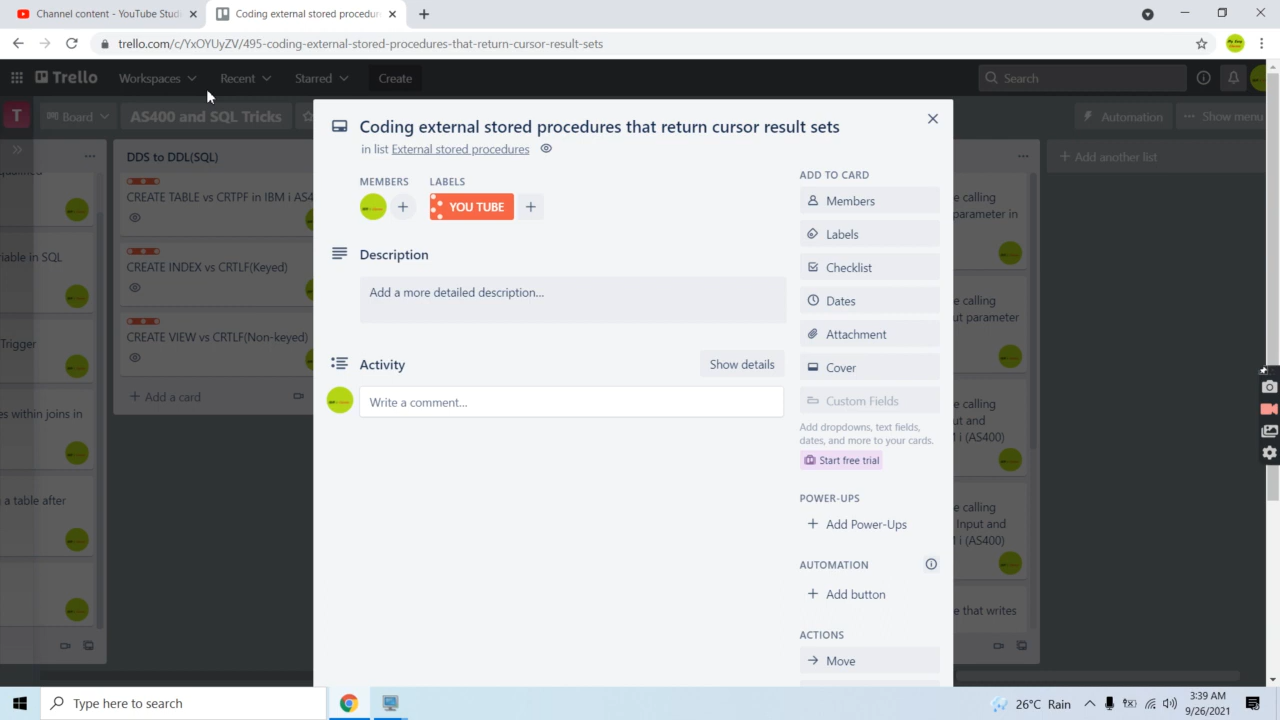 Channel content - YouTube Studi
Coding external stored procedure
trello.com/c/YxOYUyZV/495-coding-external-stored-procedures-that-return-cursor-result-sets
Trello
Workspaces
Recent
Starred
Create
Search
T
Board
AS400 and SQL Tricks
Automation
Show menu
DDS to DDL(SQL)
CREATE TABLE vs CRTPF in IBM i AS4
CREATE INDEX vs CRTLF(Keyed)
CREATE VIEW vs CRTLF(Non-keyed)
+ Add a card
ariable in SQL
Trigger
es within joins in
g a table after
Coding external stored procedures that return cursor result sets
in list External stored procedures
MEMBERS
LABELS
YOU TUBE
Description
Add a more detailed description...
Activity
Show details
Write a comment...
ADD TO CARD
Members
Labels
Checklist
Dates
Attachment
Cover
Custom Fields
Add dropdowns, text fields,
dates, and more to your cards.
Start free trial
POWER-UPS
+ Add Power-Ups
AUTOMATION
+ Add button
ACTIONS
Move
+ Add another list
e calling
parameter in
e calling
out parameter
e calling
ut and
M i (AS400)
e calling
Input and
M i (AS400)
e that writes
Type here to search
26°C Rain
3:39 AM
9/26/2021